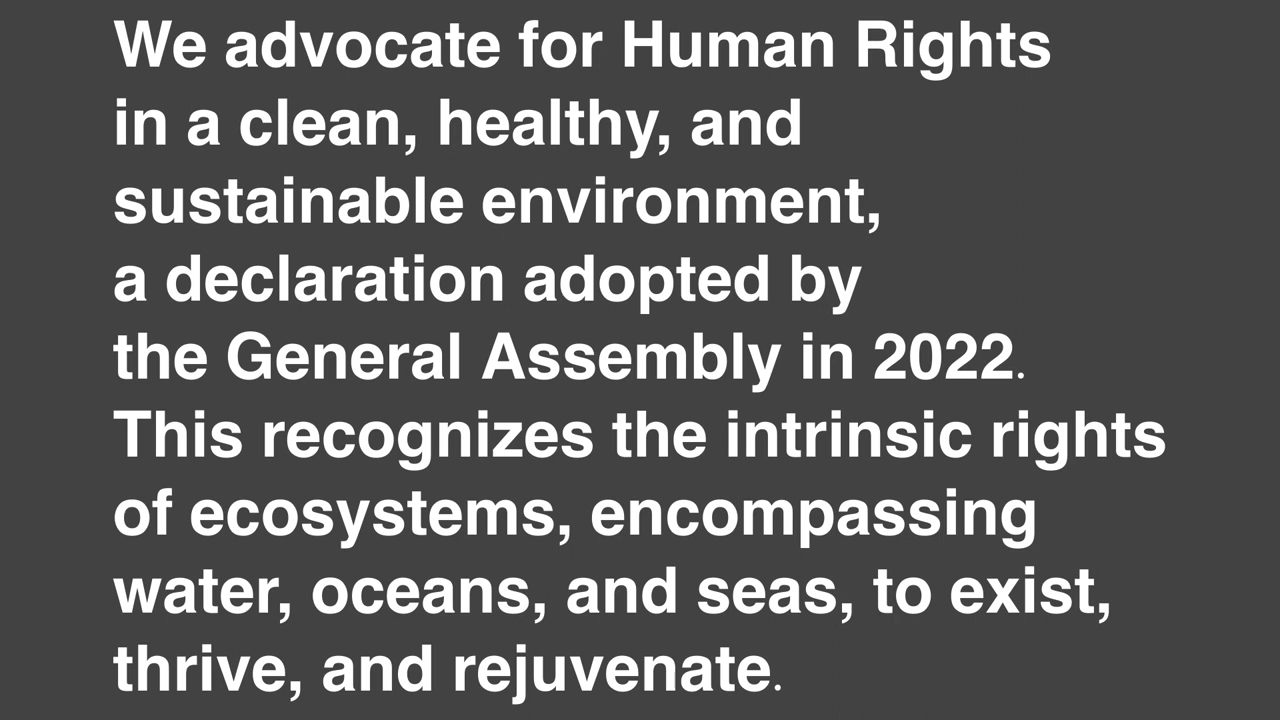 We advocate for Human Rights
in a clean, healthy, and
sustainable environment,
a declaration adopted by
the General Assembly in 2022.
This recognizes the intrinsic rights
of ecosystems, encompassing
water, oceans, and seas, to exist,
thrive, and rejuvenate.